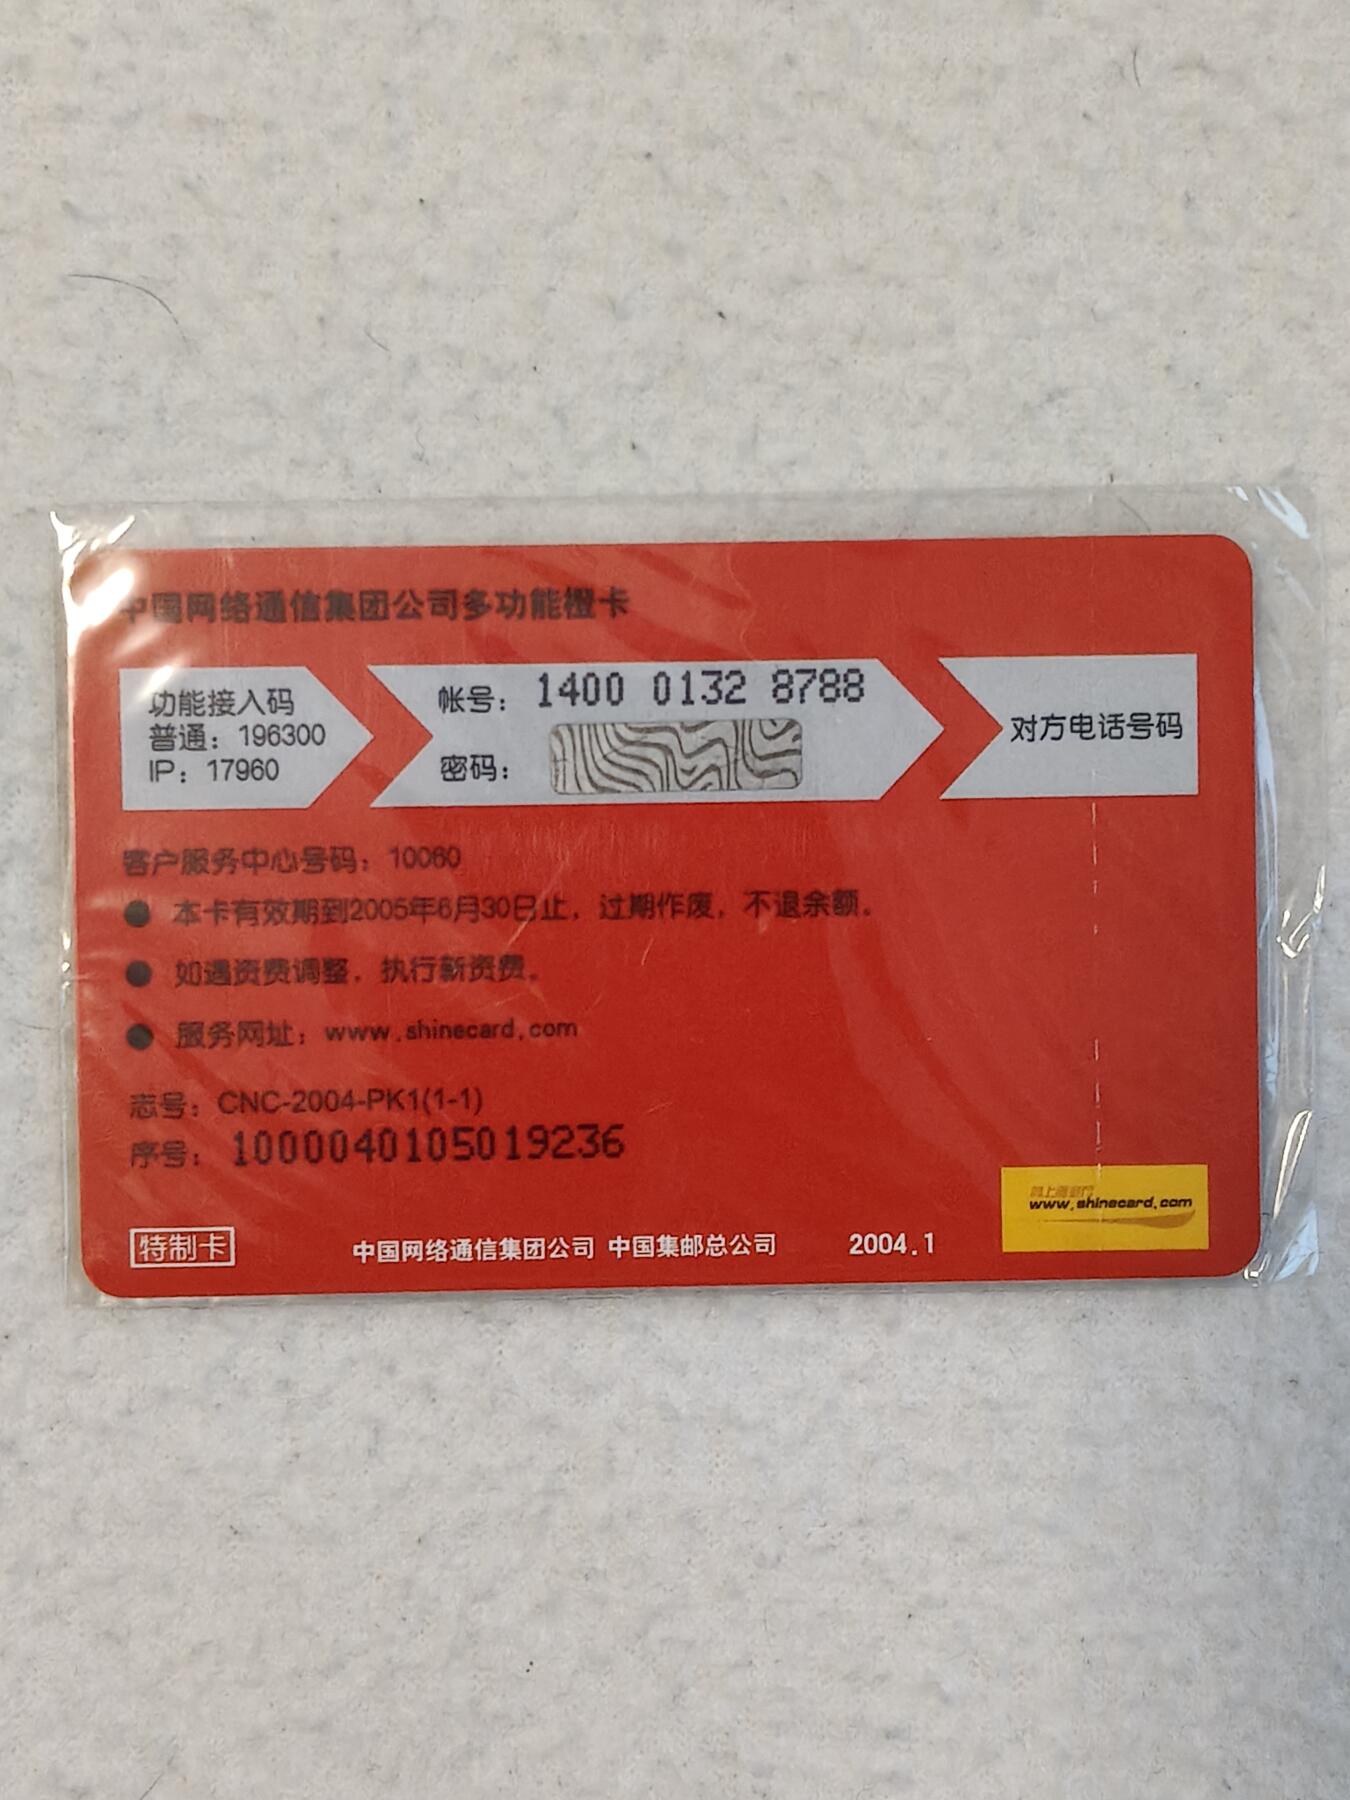 中国网络通信集团公司多功能橙卡
功能接入码
普通：196300
IP：17960
帐号：1400 0132 8788
密码：
对方电话号码
客户服务中心号码：10060
● 本卡有效期到2005年6月30日止，过期作废，不退余额。
● 如遇资费调整，执行新资费。
● 服务网址：www.shinecard.com
志号：CNC-2004-PK1(1-1)
序号：1000040105019236
www.shinecard.com
特制卡
中国网络通信集团公司 中国集邮总公司 2004.1